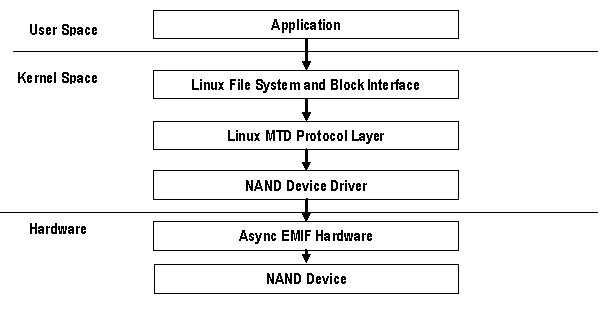 User Space
Application
Kernel Space
Linux File System and Block Interface
Linux MTD Protocol Layer
NAND Device Driver
Hardware
Async EMIF Hardware
NAND Device